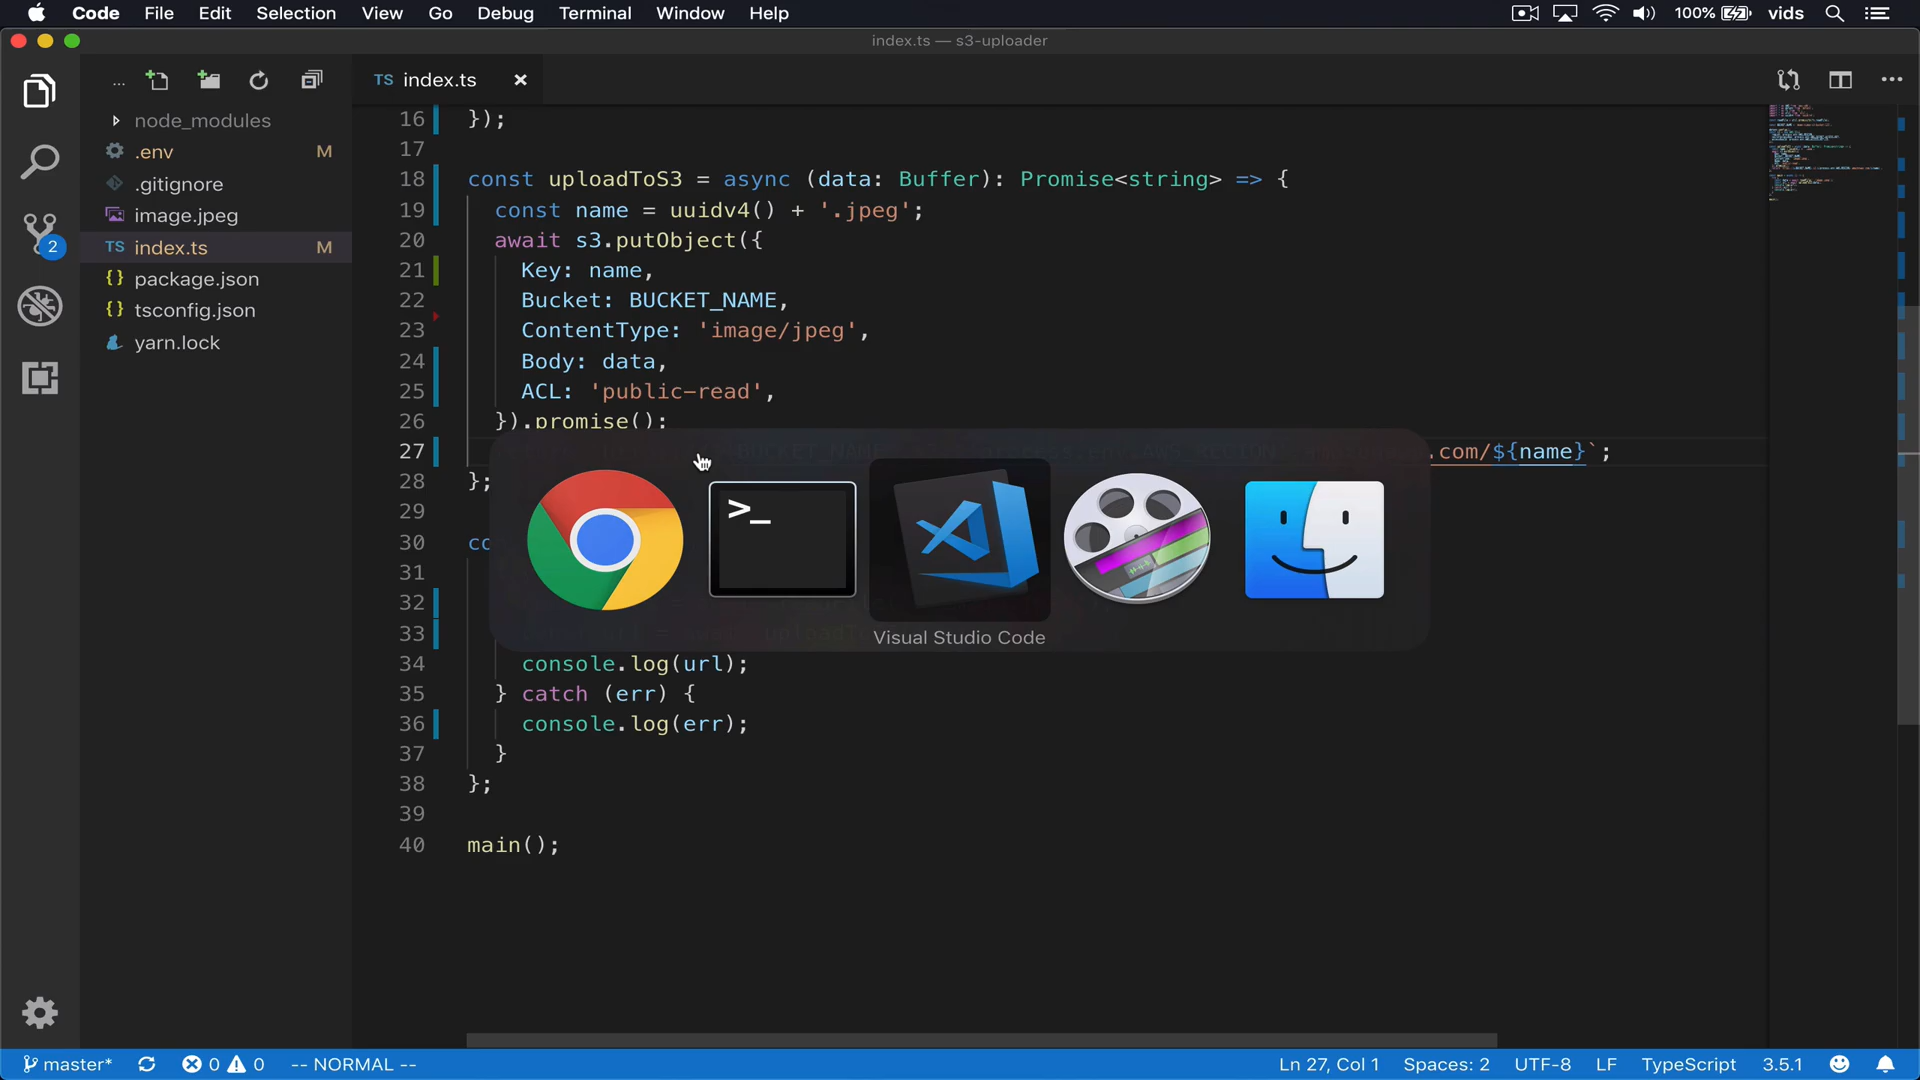 Code File Edit Selection View Go Debug Terminal Window Help 100% vids
index.ts — s3-uploader
... TS index.ts
node_modules
.env M
.gitignore
image.jpeg
TS index.ts M
{} package.json
{} tsconfig.json
yarn.lock
2
16 });
17
18 const uploadToS3 = async (data: Buffer): Promise<string> => {
19 const name = uuidv4() + '.jpeg';
20 await s3.putObject({
21 Key: name,
22 Bucket: BUCKET_NAME,
23 ContentType: 'image/jpeg',
24 Body: data,
25 ACL: 'public-read',
26 }).promise();
27 BUCKET_NAME .com/${name}`;
28 };
29
30 co
31
32
33
34 console.log(url);
35 } catch (err) {
36 console.log(err);
37 }
38 };
39
40 main();
>_
Visual Studio Code
master* 0 0 -- NORMAL -- Ln 27, Col 1 Spaces: 2 UTF-8 LF TypeScript 3.5.1